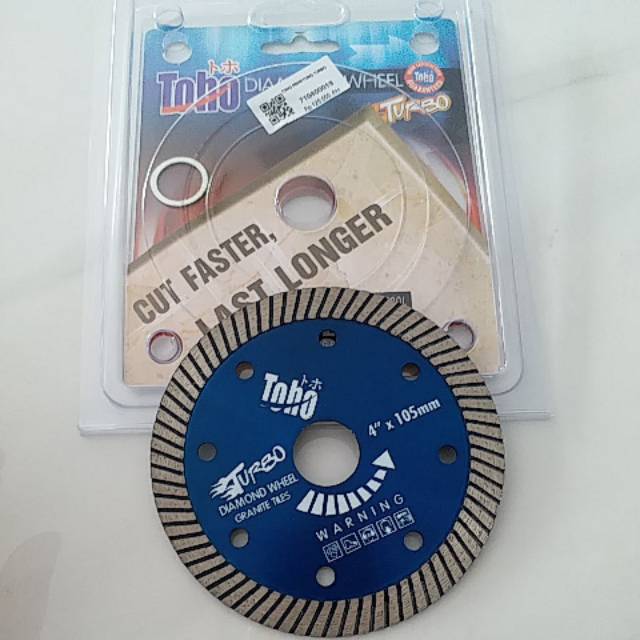 トホ
Toho
DIAMOND WHEEL
Toho
TURBO
710400019
CUT FASTER,
LAST LONGER
トホ
Toho
4" x 105mm
TURBO
DIAMOND WHEEL
GRANITE TILES
WARNING